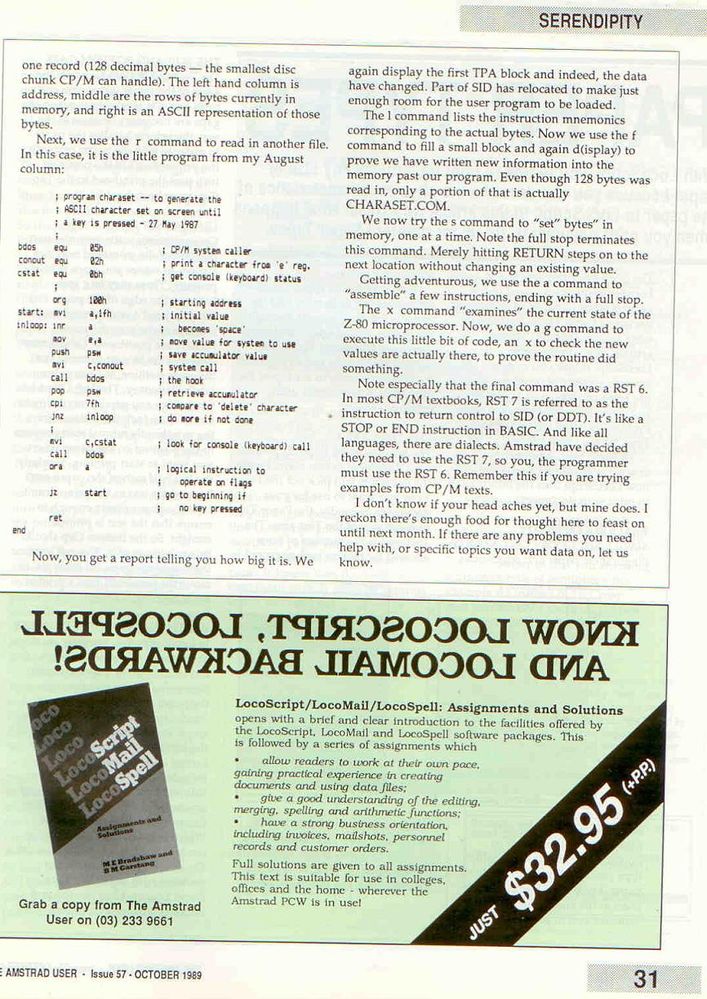 SERENDIPITY
one record (128 decimal bytes — the smallest disc
chunk CP/M can handle). The left hand column is
address, middle are the rows of bytes currently in
memory, and right is an ASCII representation of those
bytes.
Next, we use the r command to read in another file.
In this case, it is the little program from my August
column:
; program charaset -- to generate the
; ASCII character set on screen until
; a key is pressed - 27 May 1987
;
bdos equ 05h ; CP/M system caller
conout equ 02h ; print a character from 'e' reg.
cstat equ 0bh ; get console (keyboard) status
;
org 100h ; starting address
start: mvi a,1fh ; initial value
inloop: inr a ; becomes 'space'
mov e,a ; move value for system to use
push psw ; save accumulator value
mvi c,conout ; system call
call bdos ; the hook
pop psw ; retrieve accumulator
cpi 7fh ; compare to 'delete' character
jnz inloop ; do more if not done
;
mvi c,cstat ; look for console (keyboard) call
call bdos
ora a ; logical instruction to
; operate on flags
jz start ; go to beginning if
; no key pressed
ret
end
Now, you get a report telling you how big it is. We
again display the first TPA block and indeed, the data
have changed. Part of SID has relocated to make just
enough room for the user program to be loaded.
The l command lists the instruction mnemonics
corresponding to the actual bytes. Now we use the f
command to fill a small block and again d(isplay) to
prove we have written new information into the
memory past our program. Even though 128 bytes was
read in, only a portion of that is actually
CHARASET.COM.
We now try the s command to "set" bytes" in
memory, one at a time. Note the full stop terminates
this command. Merely hitting RETURN steps on to the
next location without changing an existing value.
Getting adventurous, we use the a command to
"assemble" a few instructions, ending with a full stop.
The x command "examines" the current state of the
Z-80 microprocessor. Now, we do a g command to
execute this little bit of code, an x to check the new
values are actually there, to prove the routine did
something.
Note especially that the final command was a RST 6.
In most CP/M textbooks, RST 7 is referred to as the
instruction to return control to SID (or DDT). It's like a
STOP or END instruction in BASIC. And like all
languages, there are dialects. Amstrad have decided
they need to use the RST 7, so you, the programmer
must use the RST 6. Remember this if you are trying
examples from CP/M texts.
I don't know if your head aches yet, but mine does. I
reckon there's enough food for thought here to feast on
until next month. If there are any problems you need
help with, or specific topics you want data on, let us
know.
KNOW LOCOSCRIPT, LOCOSPELL
AND LOCOMAIL BACKWARDS!
LOCO
Loco
Loco
LocoScript
LocoMail
LocoSpell
Assignments and
Solutions
M E Bradshaw and
B M Garstang
Grab a copy from The Amstrad
User on (03) 233 9661
LocoScript/LocoMail/LocoSpell: Assignments and Solutions
opens with a brief and clear introduction to the facilities offered by
the LocoScript, LocoMail and LocoSpell software packages. This
is followed by a series of assignments which
• allow readers to work at their own pace,
gaining practical experience in creating
documents and using data files;
• give a good understanding of the editing,
merging, spelling and arithmetic functions;
• have a strong business orientation,
including invoices, mailshots, personnel
records and customer orders.
Full solutions are given to all assignments.
This text is suitable for use in colleges,
offices and the home - wherever the
Amstrad PCW is in use!
JUST $32.95 (+P.P.)
E AMSTRAD USER - Issue 57 - OCTOBER 1989
31